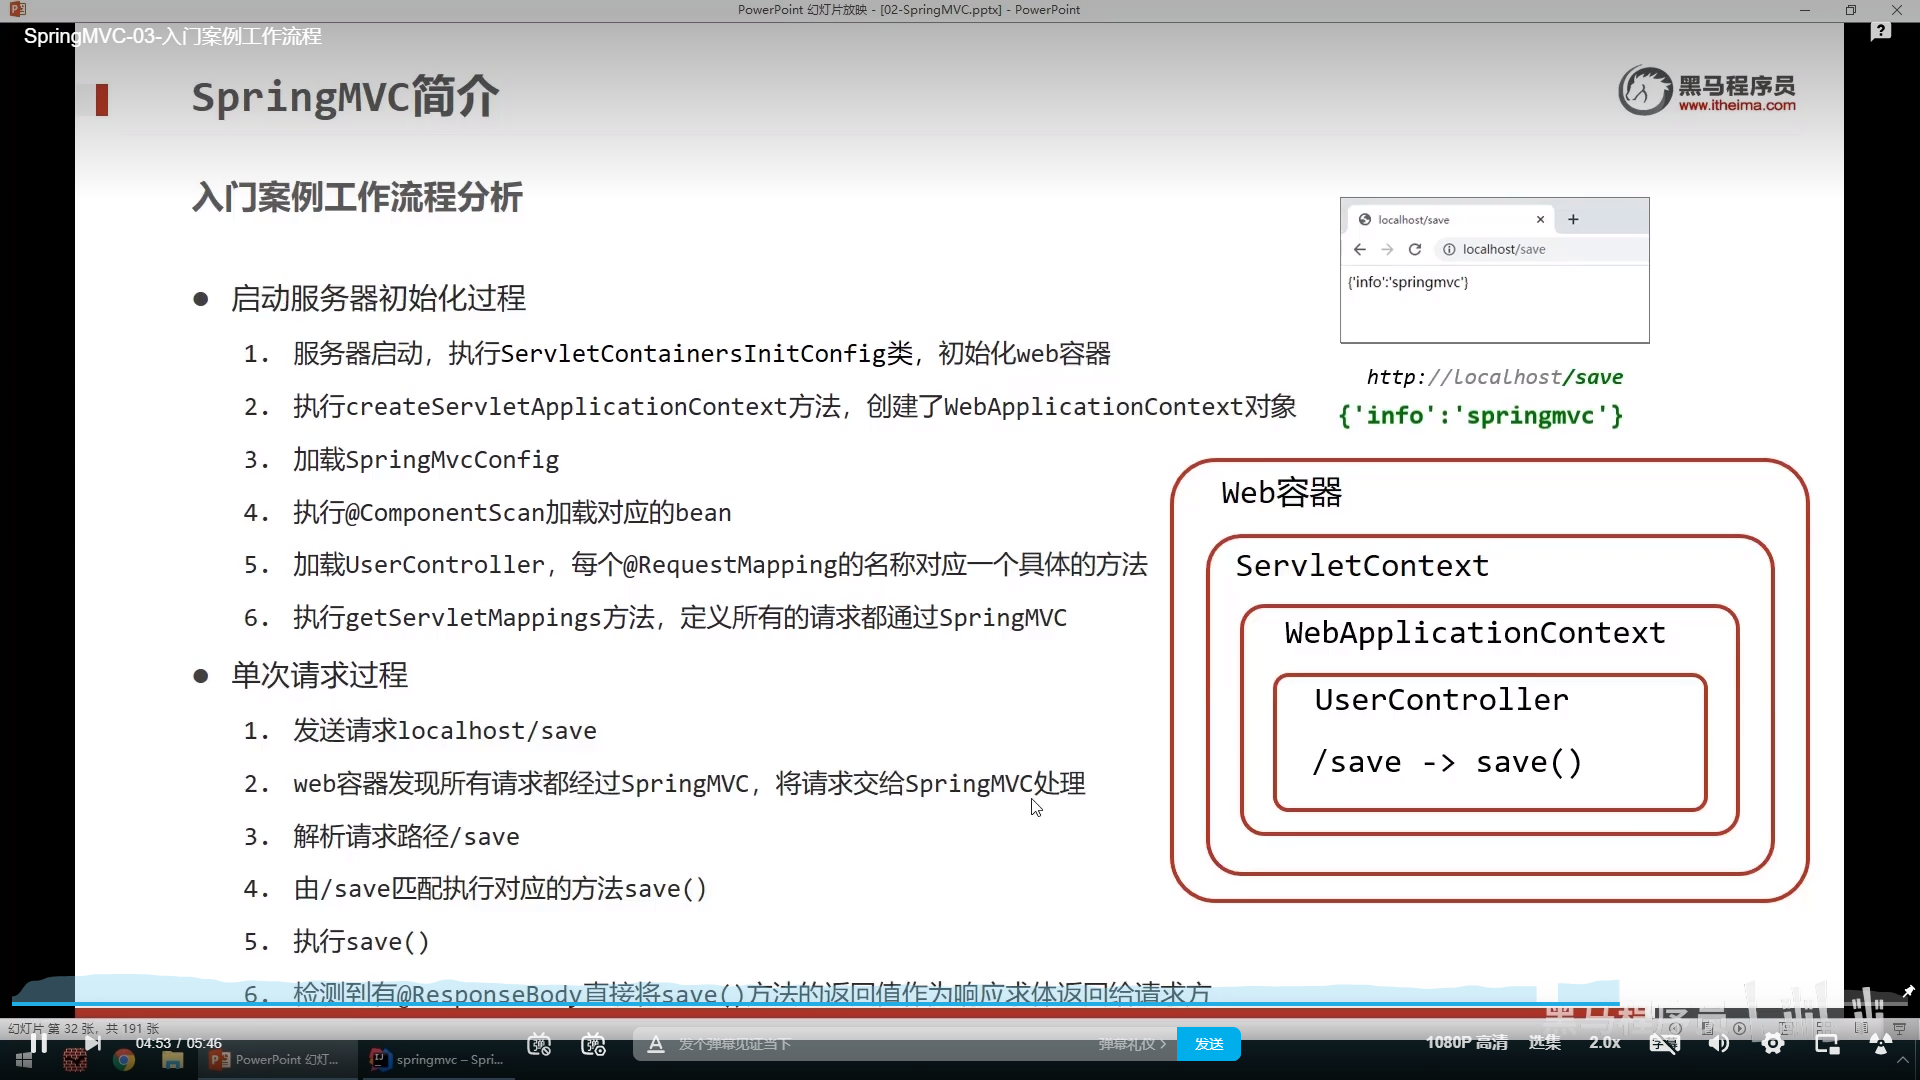 PowerPoint 幻灯片放映 - [02-SpringMVC.pptx] - PowerPoint
SpringMVC-03-入门案例工作流程
SpringMVC简介
黑马程序员
www.itheima.com
入门案例工作流程分析
localhost/save
localhost/save
{'info':'springmvc'}
http://localhost/save
{'info':'springmvc'}
● 启动服务器初始化过程
1. 服务器启动，执行ServletContainersInitConfig类，初始化web容器
2. 执行createServletApplicationContext方法，创建了WebApplicationContext对象
3. 加载SpringMvcConfig
4. 执行@ComponentScan加载对应的bean
5. 加载UserController，每个@RequestMapping的名称对应一个具体的方法
6. 执行getServletMappings方法，定义所有的请求都通过SpringMVC
● 单次请求过程
1. 发送请求localhost/save
2. web容器发现所有请求都经过SpringMVC，将请求交给SpringMVC处理
3. 解析请求路径/save
4. 由/save匹配执行对应的方法save()
5. 执行save()
6. 检测到有@ResponseBody直接将save()方法的返回值作为响应求体返回给请求方
Web容器
ServletContext
WebApplicationContext
UserController
/save -> save()
幻灯片 第 32 张，共 191 张
04:53 / 05:46
发个弹幕见证当下
弹幕礼仪 >
发送
1080P 高清
选集
2.0x
PowerPoint 幻灯...
springmvc – Spri...